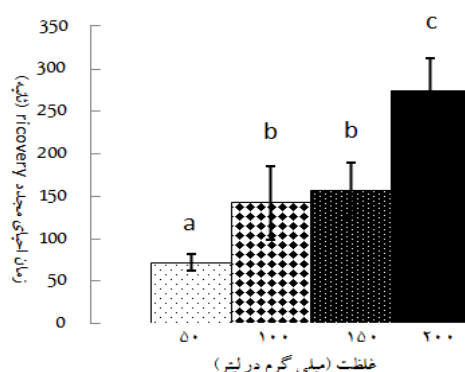 زمان احیای مجدد ricovery (ثانیه)
350
300
250
200
150
100
50
0
a
b
b
c
۵۰ ۱۰۰ ۱۵۰ ۲۰۰
غلظت (میلی گرم در لیتر)